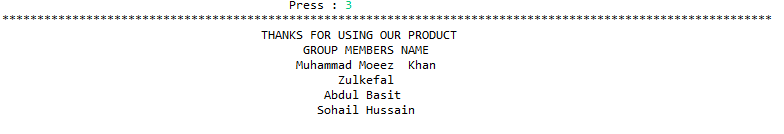 Press : 3
**************************************************************************************************************
THANKS FOR USING OUR PRODUCT
GROUP MEMBERS NAME
Muhammad Moeez  Khan
Zulkefal
Abdul Basit
Sohail Hussain